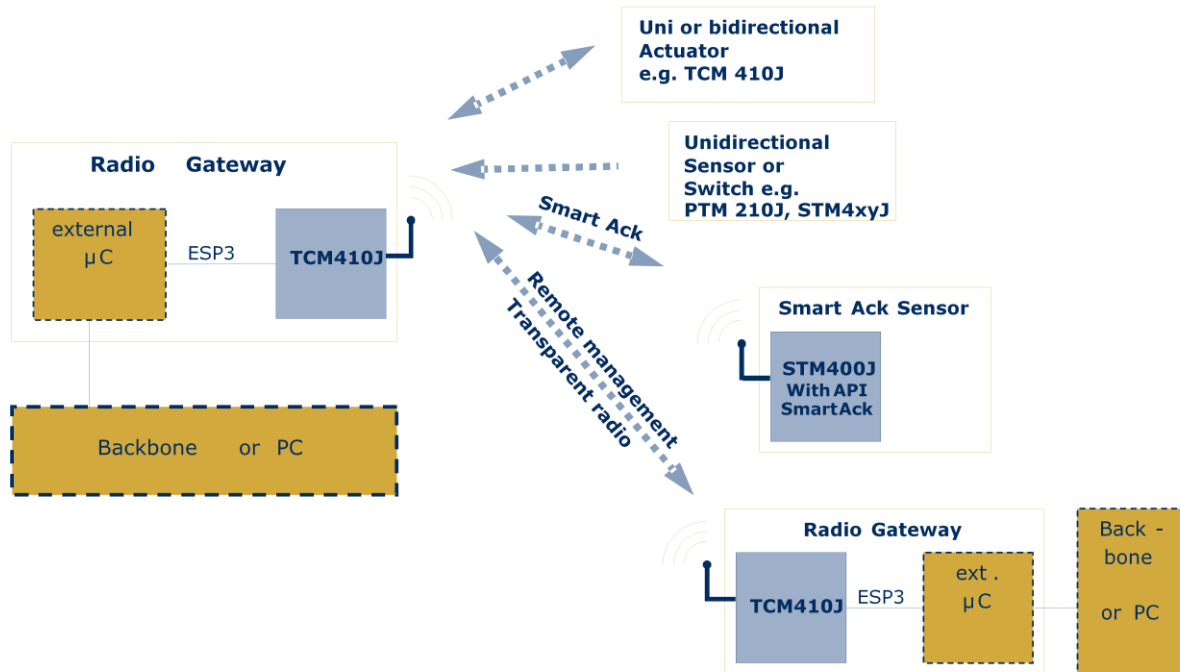 Uni or bidirectional
Actuator
e.g. TCM 410J
Unidirectional
Sensor or
Switch e.g.
PTM 210J, STM4xyJ
Radio Gateway
external
µC
ESP3
TCM410J
Smart Ack
Remote management
Transparent radio
Smart Ack Sensor
STM400J
With API
SmartAck
Backbone or PC
Radio Gateway
TCM410J
ESP3
ext .
µC
Back -
bone
or PC